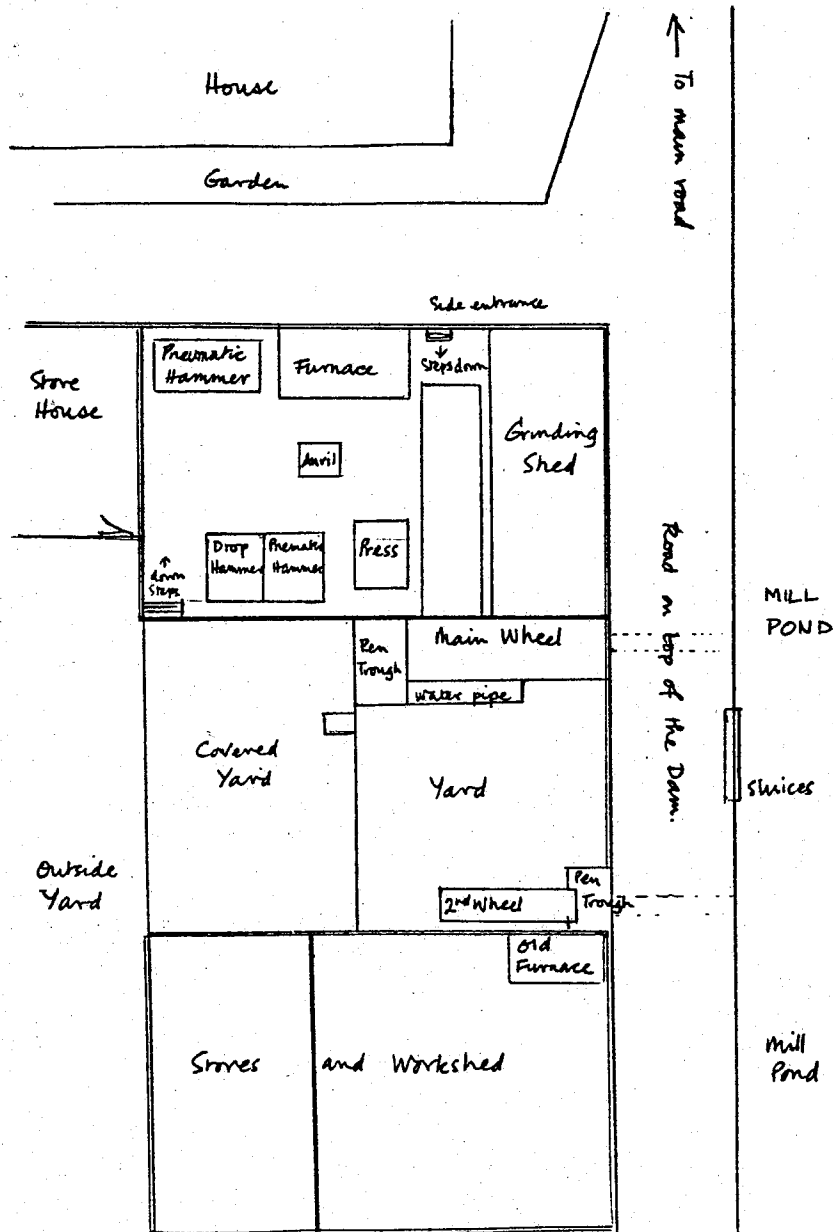 House
Garden
← To main road
Side entrance
Steps down
Pneumatic
Hammer
Furnace
Store
House
Grinding
Shed
Anvil
Drop
Hammer
Pnematic
Hammer
Press
down
Steps
Road on top of the Dam.
MILL
POND
Pen
Trough
Main Wheel
water pipe
Covered
Yard
Yard
Sluices
Outside
Yard
2nd Wheel
Pen
Trough
Old
Furnace
Stores and Workshed
Mill
Pond